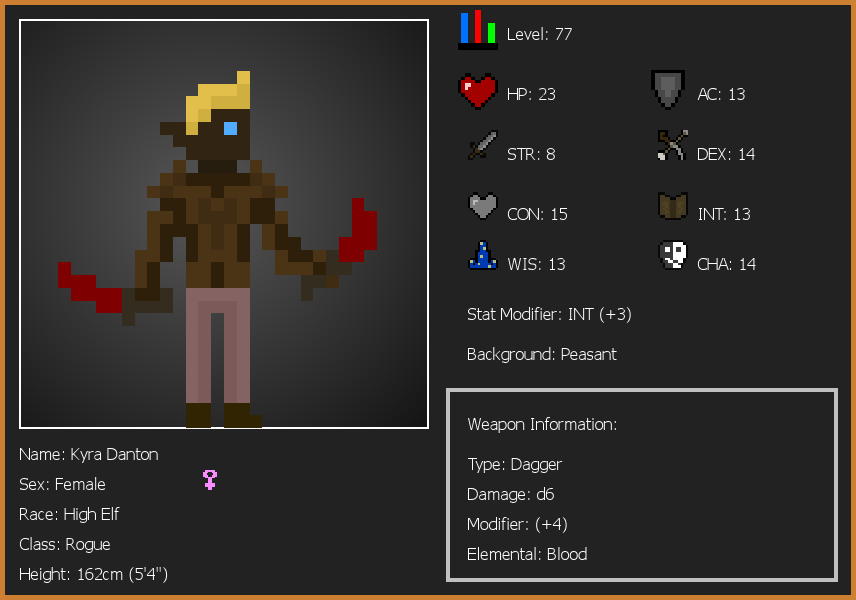 Level: 77
HP: 23
AC: 13
STR: 8
DEX: 14
CON: 15
INT: 13
WIS: 13
CHA: 14
Stat Modifier: INT (+3)
Background: Peasant
Weapon Information:
Type: Dagger
Damage: d6
Modifier: (+4)
Elemental: Blood
Name: Kyra Danton
Sex: Female
Race: High Elf
Class: Rogue
Height: 162cm (5'4")